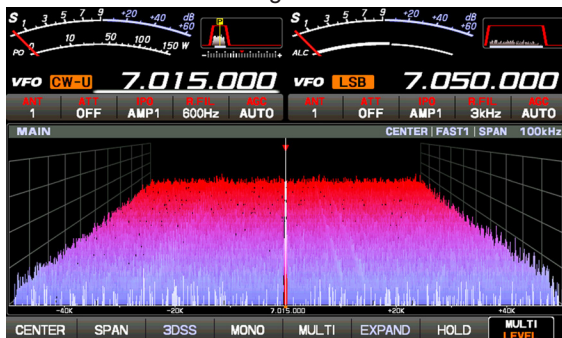 S 1 3 5 7 9 +20 +40 dB +60
S 1 3 5 7 9 +20 +40 dB +60
PO 0 10 50 100 150 W
ALC
VFO CW-U 7.015.000
VFO LSB 7.050.000
ANT ATT IPO R.FIL AGC
1 OFF AMP1 600Hz AUTO
ANT ATT IPO R.FIL AGC
1 OFF AMP1 3kHz AUTO
MAIN CENTER | FAST1 | SPAN 100kHz
-40K -20K 7.015.000 +20K +40K
CENTER SPAN 3DSS MONO MULTI EXPAND HOLD MULTI
LEVEL